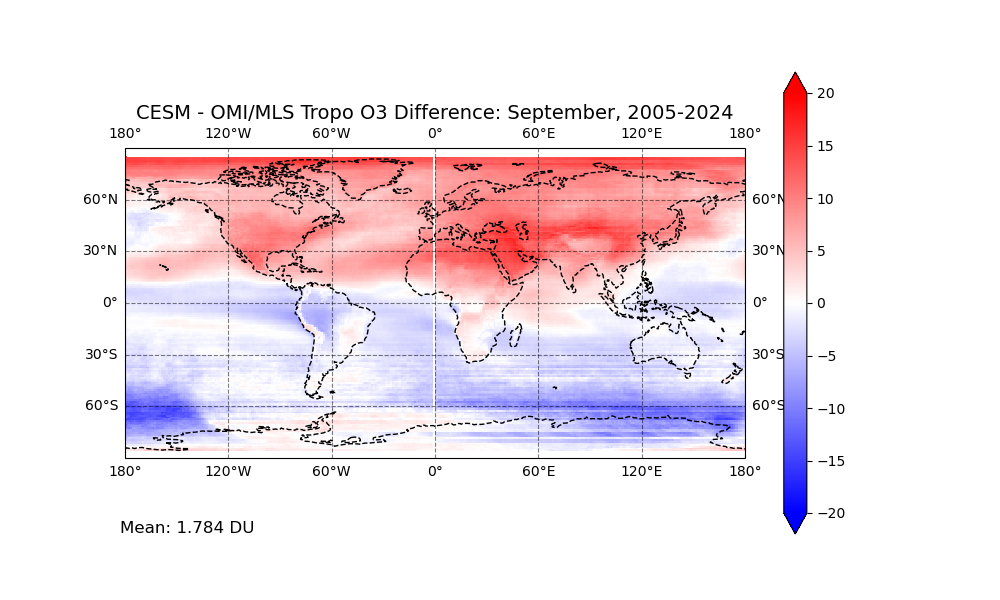 CESM - OMI/MLS Tropo O3 Difference: September, 2005-2024
180° 120°W 60°W 0° 60°E 120°E 180°
60°N 60°N
30°N 30°N
0° 0°
30°S 30°S
60°S 60°S
180° 120°W 60°W 0° 60°E 120°E 180°
20
15
10
5
0
−5
−10
−15
−20
Mean: 1.784 DU